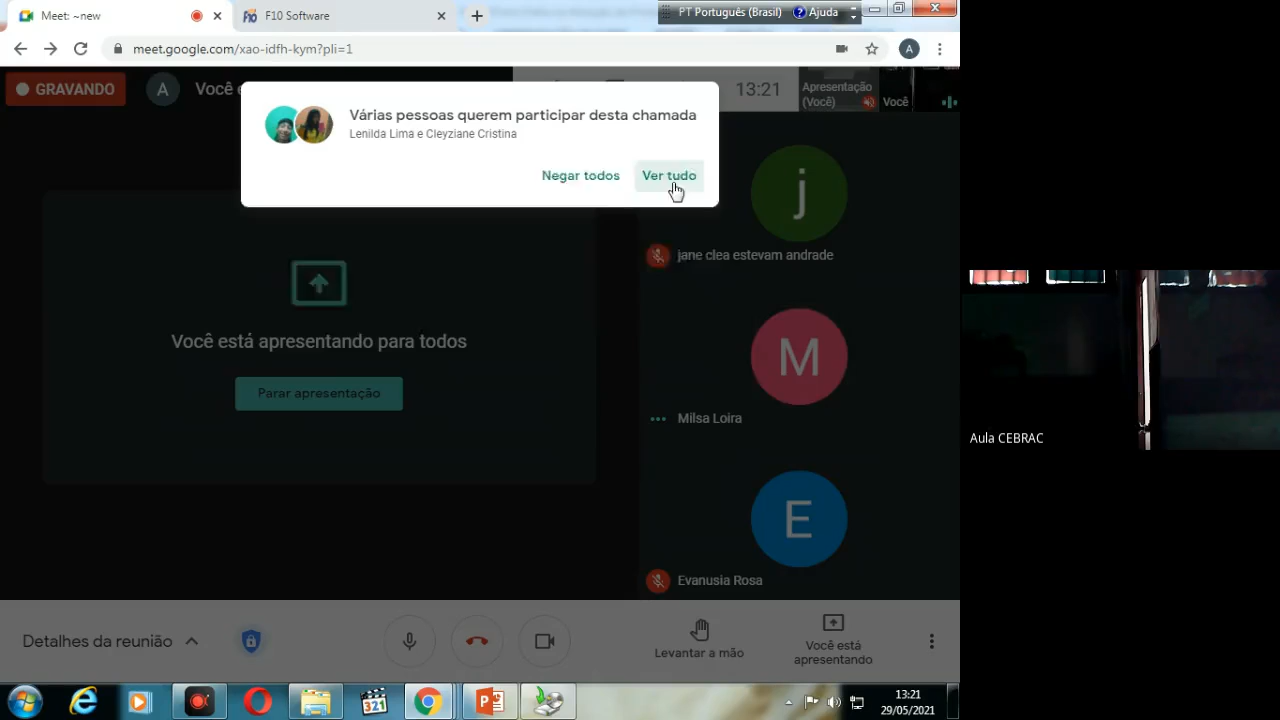 Meet: ~new
F10 Software
PT Português (Brasil)
Ajuda
meet.google.com/xao-idfh-kym?pli=1
A
GRAVANDO
A
Você e
13:21
Apresentação
(Você)
Você
Várias pessoas querem participar desta chamada
Lenilda Lima e Cleyziane Cristina
Negar todos
Ver tudo
j
jane clea estevam andrade
Você está apresentando para todos
Parar apresentação
M
Milsa Loira
Aula CEBRAC
E
Evanusia Rosa
Detalhes da reunião
Levantar a mão
Você está
apresentando
321
13:21
29/05/2021